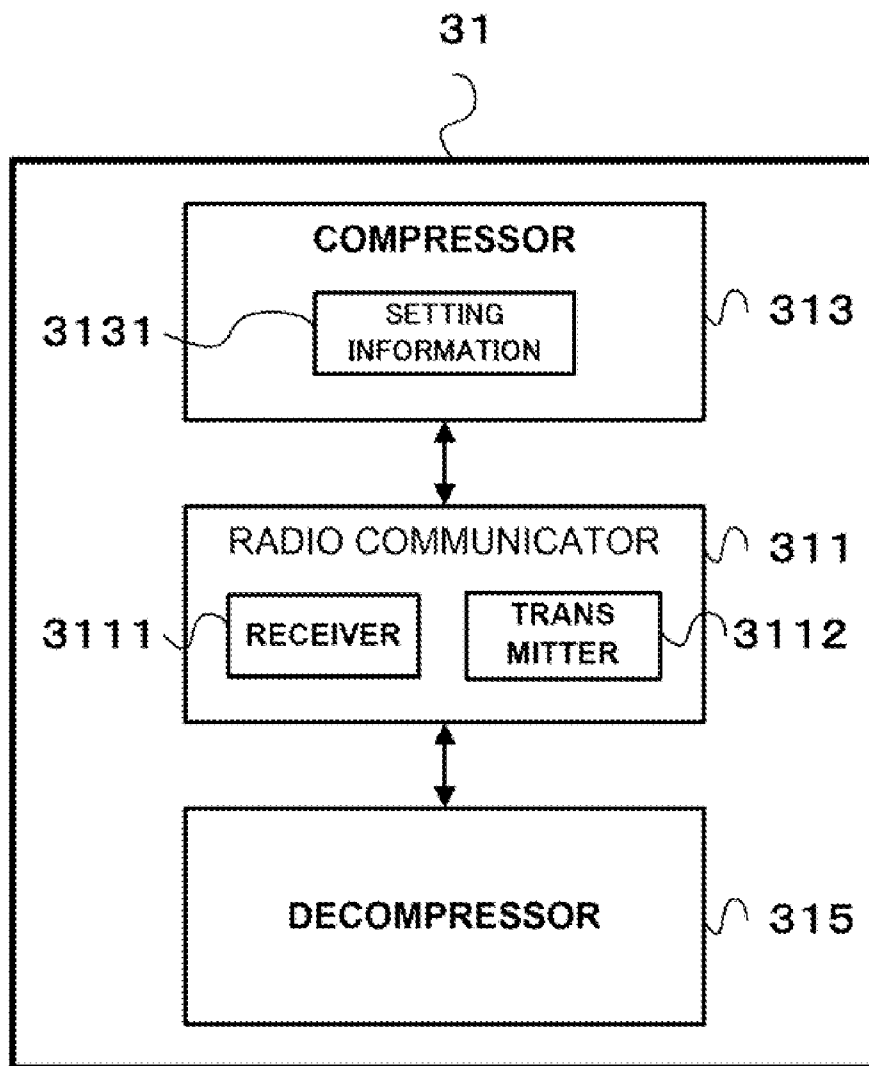 31
COMPRESSOR
SETTING
INFORMATION
3131
313
RADIO COMMUNICATOR
311
3111
RECEIVER
TRANS
MITTER
3112
DECOMPRESSOR
315